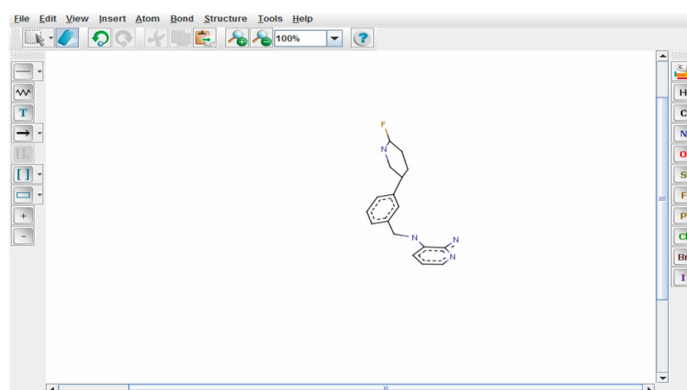 File Edit View Insert Atom Bond Structure Tools Help
100%
T
F
N
N
N
N
H
C
N
O
S
F
P
Cl
Br
I